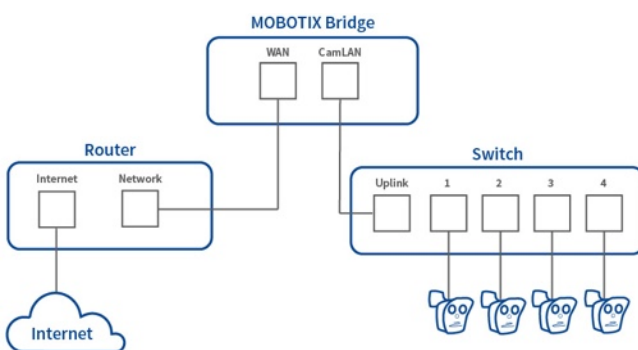 MOBOTIX Bridge
WAN CamLAN
Router
Internet Network
Switch
Uplink 1 2 3 4
Internet